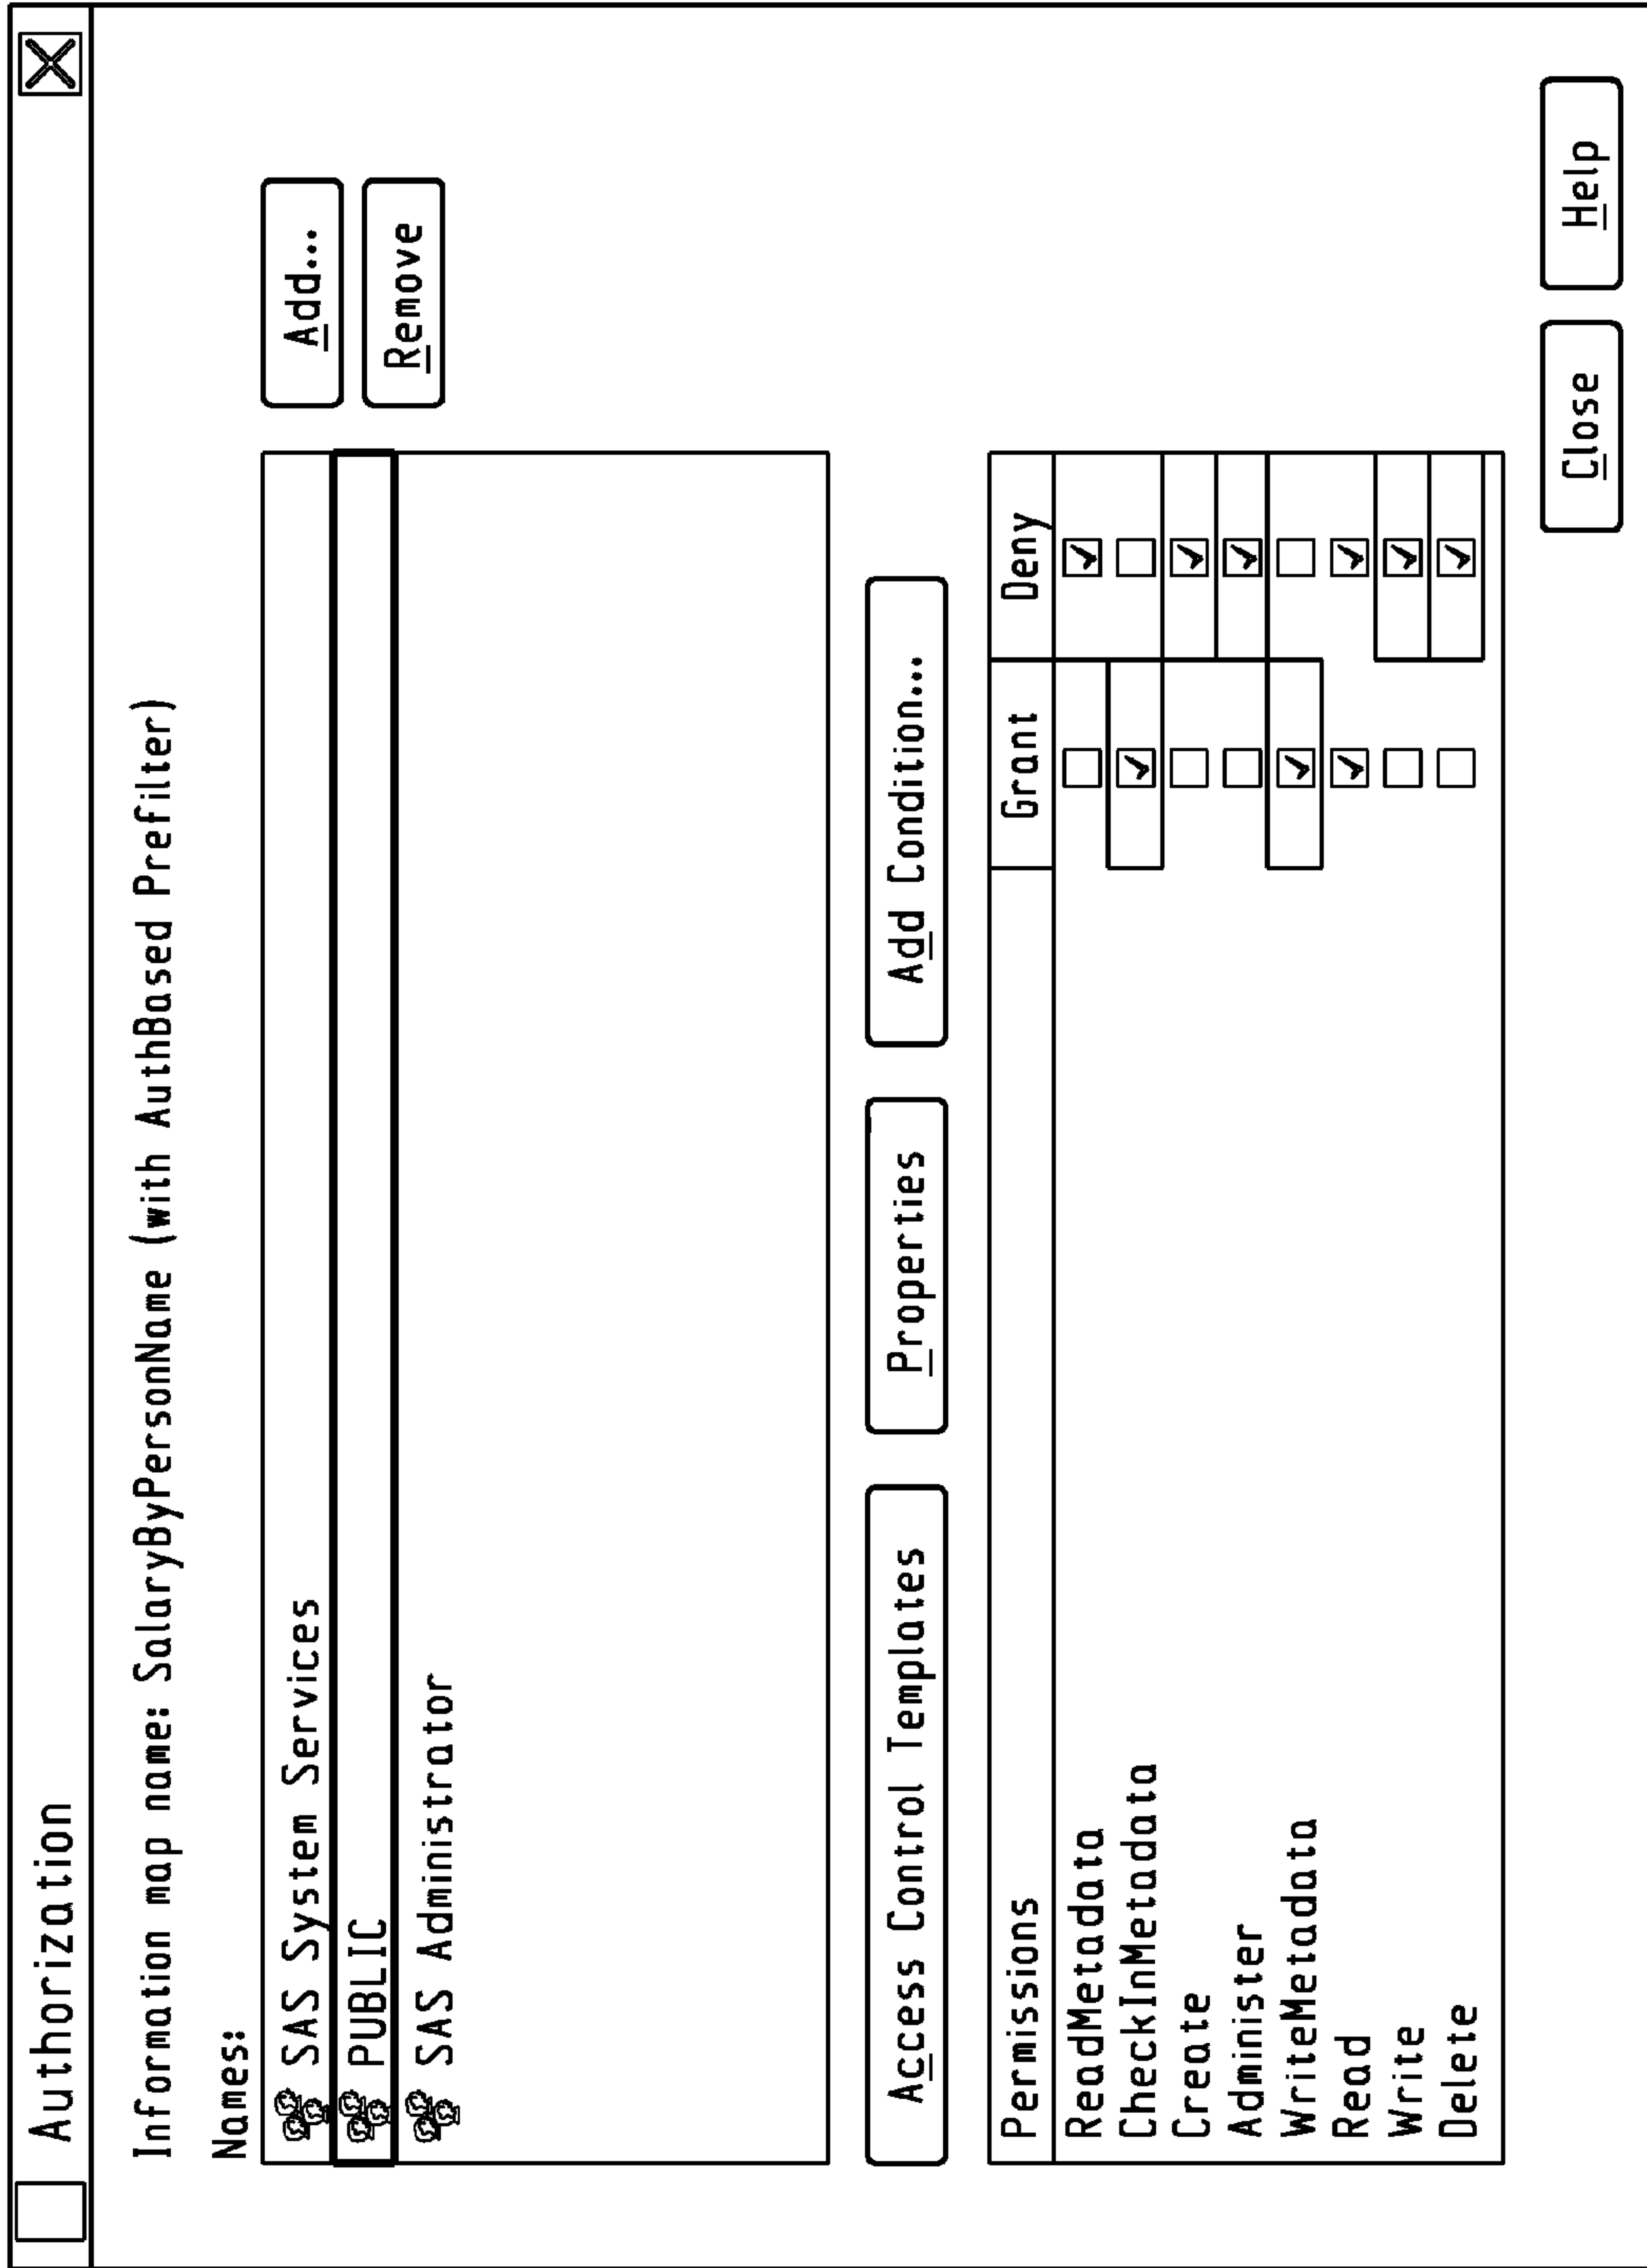 Authorization
Information map name: SalaryByPersonName (with AuthBased Prefilter)
Names:
SAS System Services
PUBLIC
SAS Administrator
Add...
Remove
Access Control Templates
Properties
Add Condition...
Permissions Grant Deny
ReadMetadata
CheckInMetadata
Create
Administer
WriteMetadata
Read
Write
Delete
Close
Help